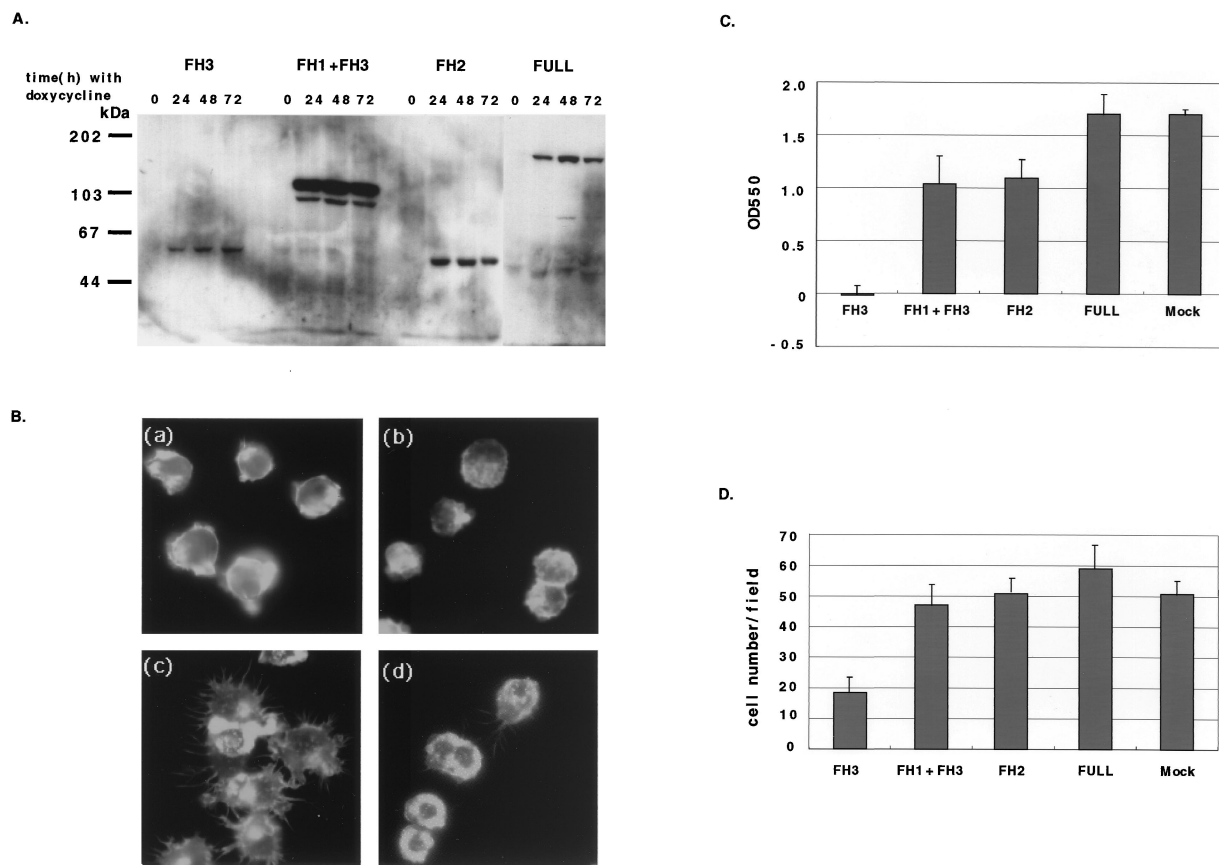 A.
FH3 FH1+FH3 FH2 FULL
time(h) with
doxycycline 0 24 48 72 0 24 48 72 0 24 48 72 0 24 48 72
kDa
202
103
67
44
B.
(a) (b)
(c) (d)
C.
2.0
1.5
1.0
0.5
0
-0.5
OD550
FH3 FH1+FH3 FH2 FULL Mock
D.
70
60
50
40
30
20
10
0
cell number/field
FH3 FH1+FH3 FH2 FULL Mock